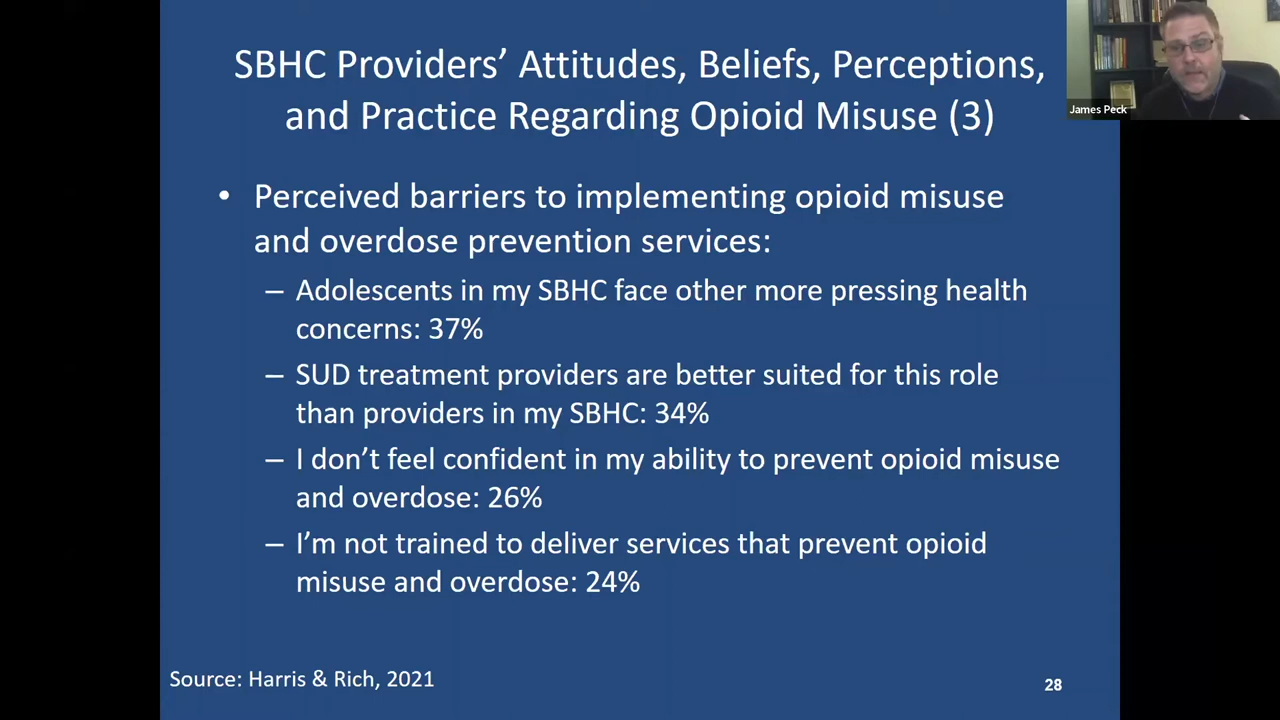 SBHC Providers’ Attitudes, Beliefs, Perceptions,
and Practice Regarding Opioid Misuse (3)
James Peck
• Perceived barriers to implementing opioid misuse
and overdose prevention services:
– Adolescents in my SBHC face other more pressing health
concerns: 37%
– SUD treatment providers are better suited for this role
than providers in my SBHC: 34%
– I don’t feel confident in my ability to prevent opioid misuse
and overdose: 26%
– I’m not trained to deliver services that prevent opioid
misuse and overdose: 24%
Source: Harris & Rich, 2021
28